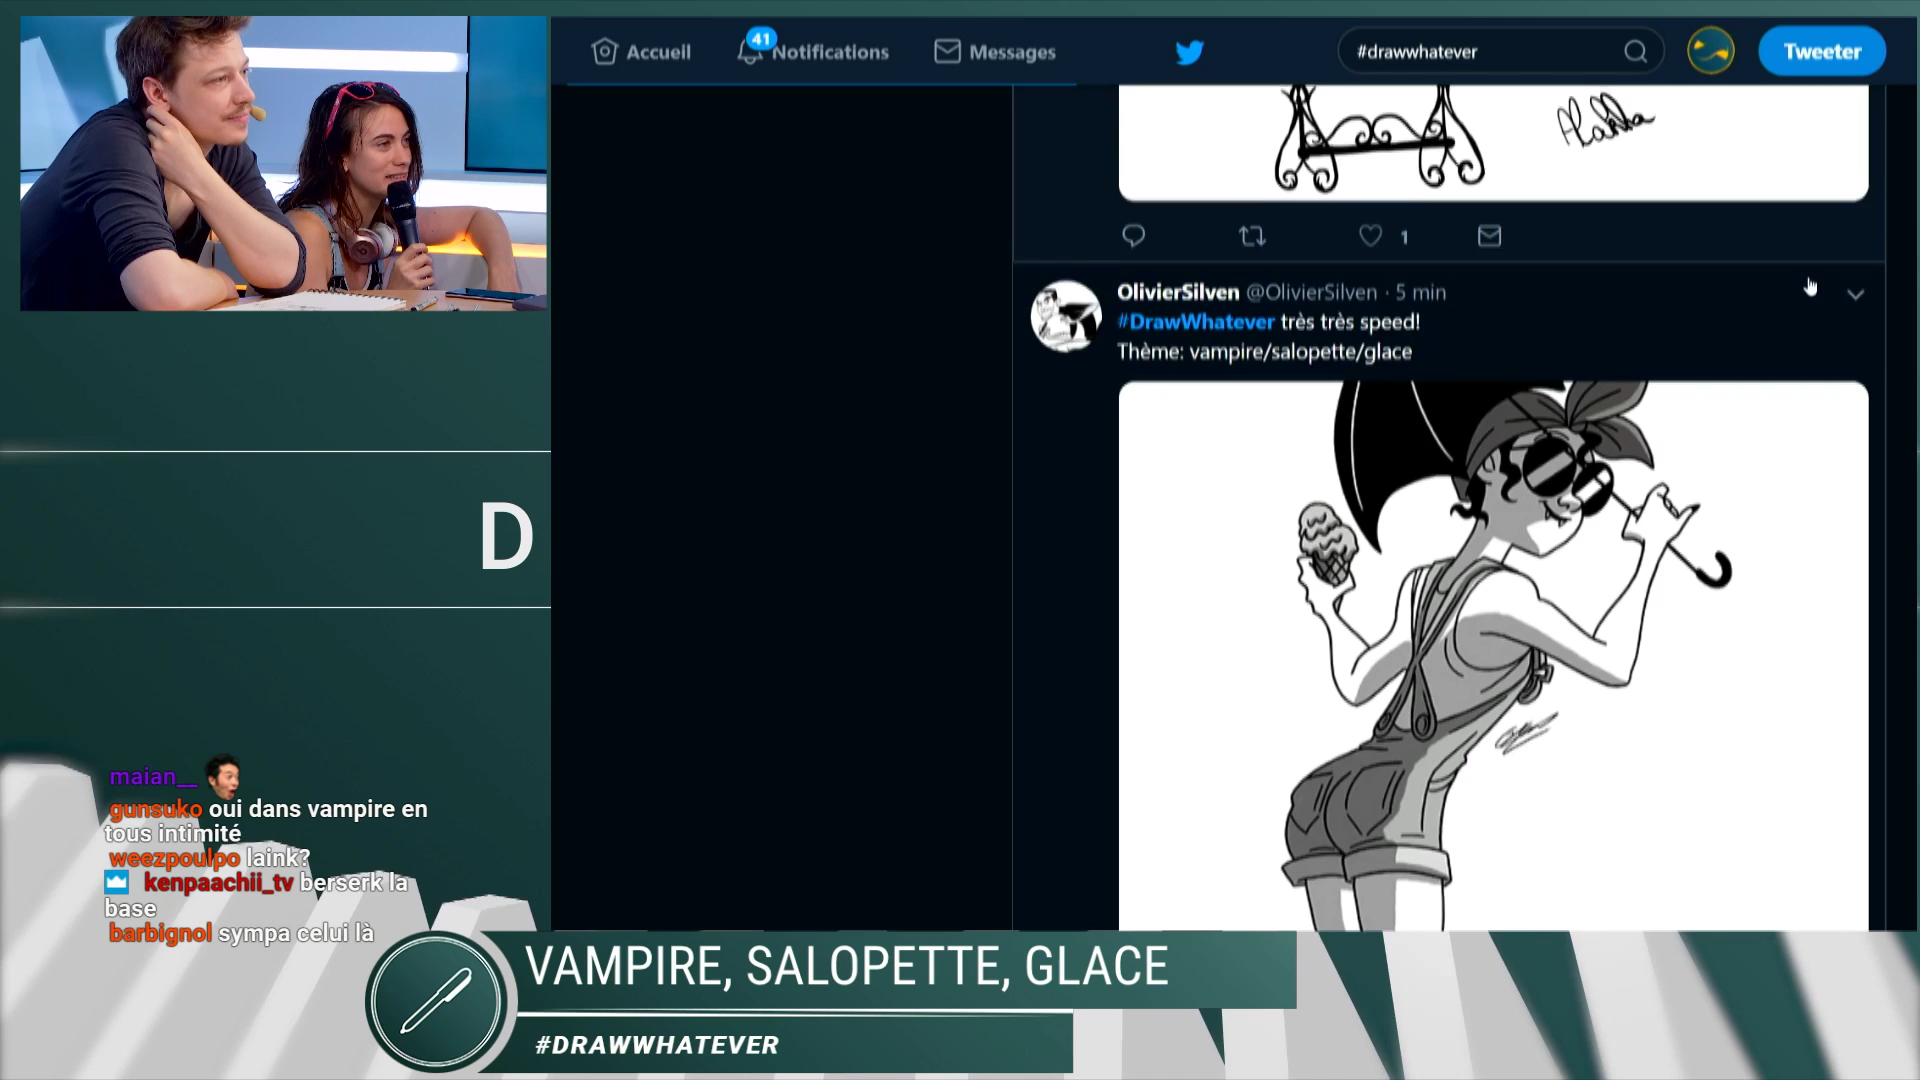 Accueil
41
Notifications
Messages
#drawwhatever
Tweeter
1
OlivierSilven @OlivierSilven · 5 min
#DrawWhatever très très speed!
Thème: vampire/salopette/glace
D
maian__
gunsuko oui dans vampire en
tous intimité
weezpoulpo laink?
kenpaachii_tv berserk la
base
barbignol sympa celui là
VAMPIRE, SALOPETTE, GLACE
#DRAWWHATEVER